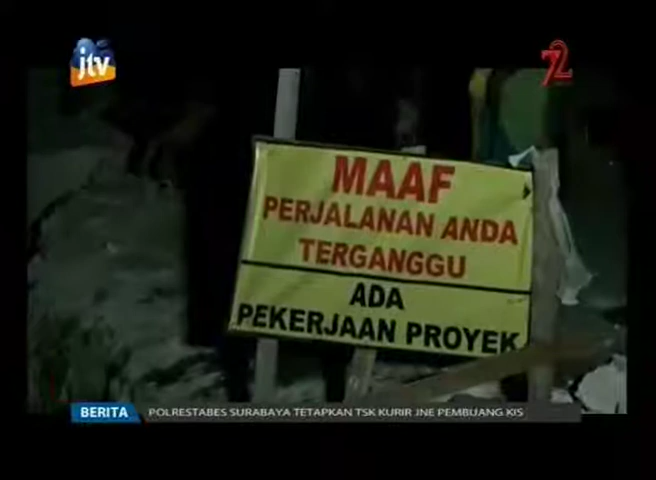 jtv
72
MAAF
PERJALANAN ANDA
TERGANGGU
ADA
PEKERJAAN PROYEK
BERITA
POLRESTABES SURABAYA TETAPKAN TSK KURIR JNE PEMBUANG KIS